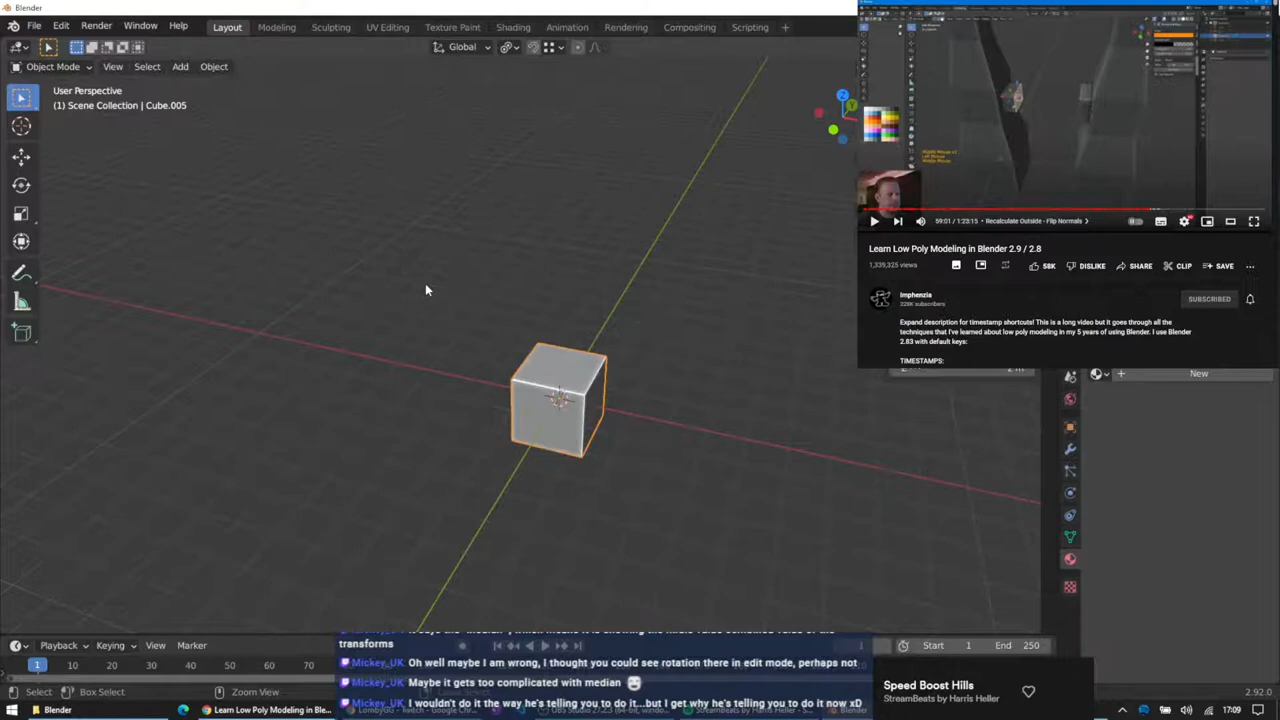 Blender
File Edit Render Window Help Layout Modeling Sculpting UV Editing Texture Paint Shading Animation Rendering Compositing Scripting
Global
Object Mode View Select Add Object
User Perspective
(1) Scene Collection | Cube.005
59:01 / 1:23:15 • Recalculate Outside - Flip Normals
Learn Low Poly Modeling in Blender 2.9 / 2.8
1,339,325 views 58K DISLIKE SHARE CLIP SAVE
Imphenzia
228K subscribers
SUBSCRIBED
Expand description for timestamp shortcuts! This is a long video but it goes through all the
techniques that I've learned about low poly modeling in my 5 years of using Blender. I use Blender
2.83 with default keys:
TIMESTAMPS:
New
Playback Keying View Marker
1 Start 1 End 250
1 10 20 30 40 50 60 70
transforms
Mickey_UK Oh well maybe I am wrong, I thought you could see rotation there in edit mode, perhaps not
Mickey_UK Maybe it gets too complicated with median
Mickey_UK I wouldn't do it the way he's telling you to do it...but I get why he's telling you to do it now xD
Speed Boost Hills
StreamBeats by Harris Heller
Select Box Select Zoom View
2.92.0
Blender Learn Low Poly Modeling in Ble...
17:09